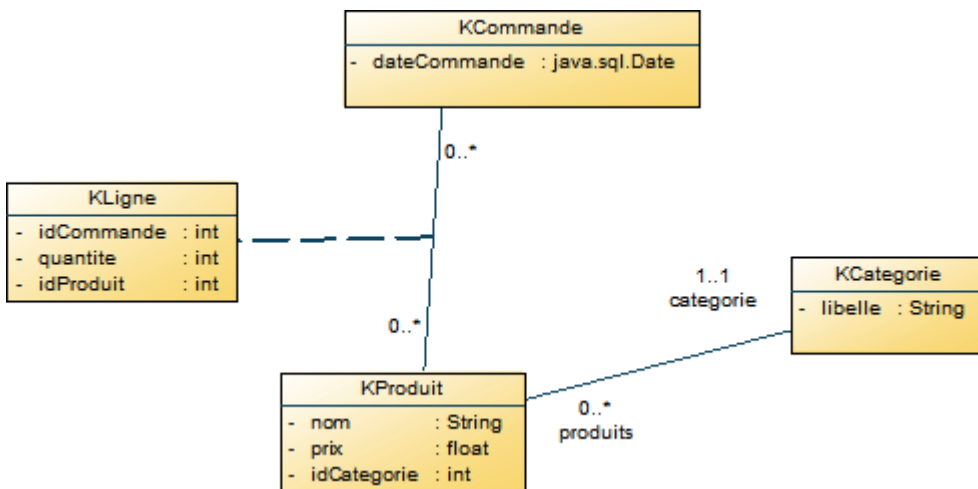 KCommande
- dateCommande : java.sql.Date
0..*
KLigne
- idCommande : int
- quantite : int
- idProduit : int
1..1
categorie
KCategorie
- libelle : String
0..*
KProduit
- nom : String
- prix : float
- idCategorie : int
0..*
produits